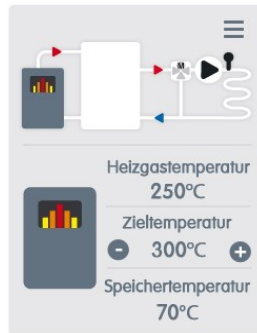 M
Heizgastemperatur
250°C
Zieltemperatur
- 300°C +
Speichertemperatur
70°C